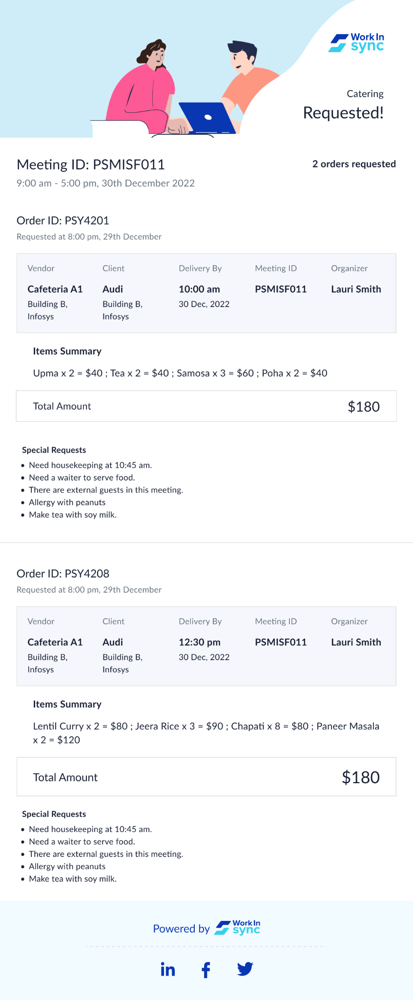 Work In
sync
Catering
Requested!
Meeting ID: PSMISF011
2 orders requested
9:00 am - 5:00 pm, 30th December 2022
Order ID: PSY4201
Requested at 8:00 pm, 29th December
Vendor Client Delivery By Meeting ID Organizer
Cafeteria A1 Audi 10:00 am PSMISF011 Lauri Smith
Building B, Building B, 30 Dec, 2022
Infosys Infosys
Items Summary
Upma x 2 = $40 ; Tea x 2 = $40 ; Samosa x 3 = $60 ; Poha x 2 = $40
Total Amount $180
Special Requests
• Need housekeeping at 10:45 am.
• Need a waiter to serve food.
• There are external guests in this meeting.
• Allergy with peanuts
• Make tea with soy milk.
Order ID: PSY4208
Requested at 8:00 pm, 29th December
Vendor Client Delivery By Meeting ID Organizer
Cafeteria A1 Audi 12:30 pm PSMISF011 Lauri Smith
Building B, Building B, 30 Dec, 2022
Infosys Infosys
Items Summary
Lentil Curry x 2 = $80 ; Jeera Rice x 3 = $90 ; Chapati x 8 = $80 ; Paneer Masala
x 2 = $120
Total Amount $180
Special Requests
• Need housekeeping at 10:45 am.
• Need a waiter to serve food.
• There are external guests in this meeting.
• Allergy with peanuts
• Make tea with soy milk.
Powered by Work In
sync
in f